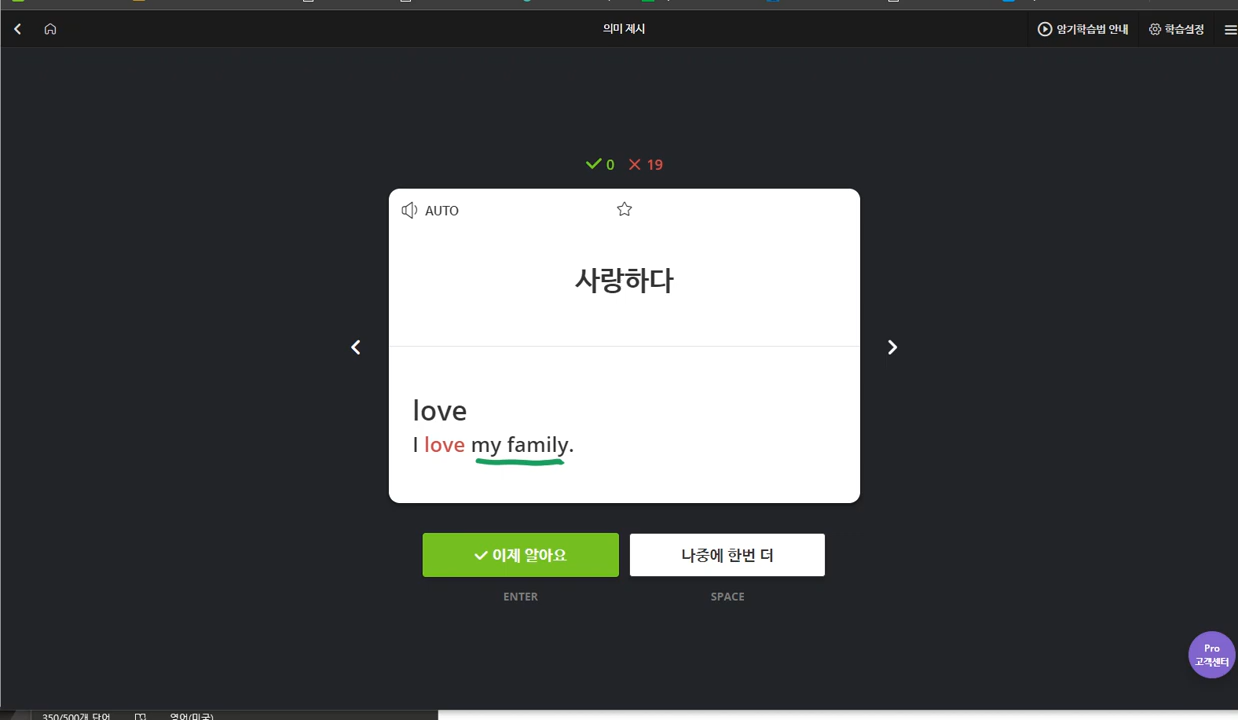 의미 제시
암기학습법 안내
학습설정
0
19
AUTO
사랑하다
love
I love my family.
이제 알아요
나중에 한번 더
ENTER
SPACE
Pro
고객센터
350/500개 단어
영어(미국)